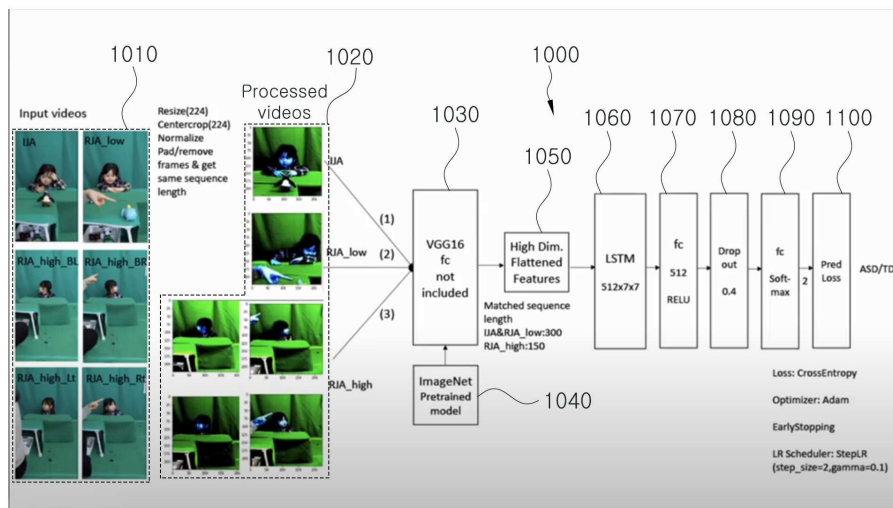 1010
1020
1000
Processed
videos
1030
1050
1060
1070
1080
1090
1100
Input videos
Resize(224)
Centercrop(224)
Normalize
Pad/remove
frames & get
same sequence
length
IJA
RJA_low
RJA_high_BL
RJA_high_BR
RJA_high_Lt
RJA_high_Rt
IJA
(1)
RJA_low
(2)
(3)
RJA_high
VGG16
fc
not
included
High Dim.
Flattened
Features
Matched sequence
length
IJA&RJA_low:300
RJA_high:150
ImageNet
Pretrained
model
1040
LSTM
512x7x7
fc
512
RELU
Drop
out
0.4
fc
Soft-
max
2
Pred
Loss
ASD/TD
Loss: CrossEntropy
Optimizer: Adam
EarlyStopping
LR Scheduler: StepLR
(step_size=2,gamma=0.1)